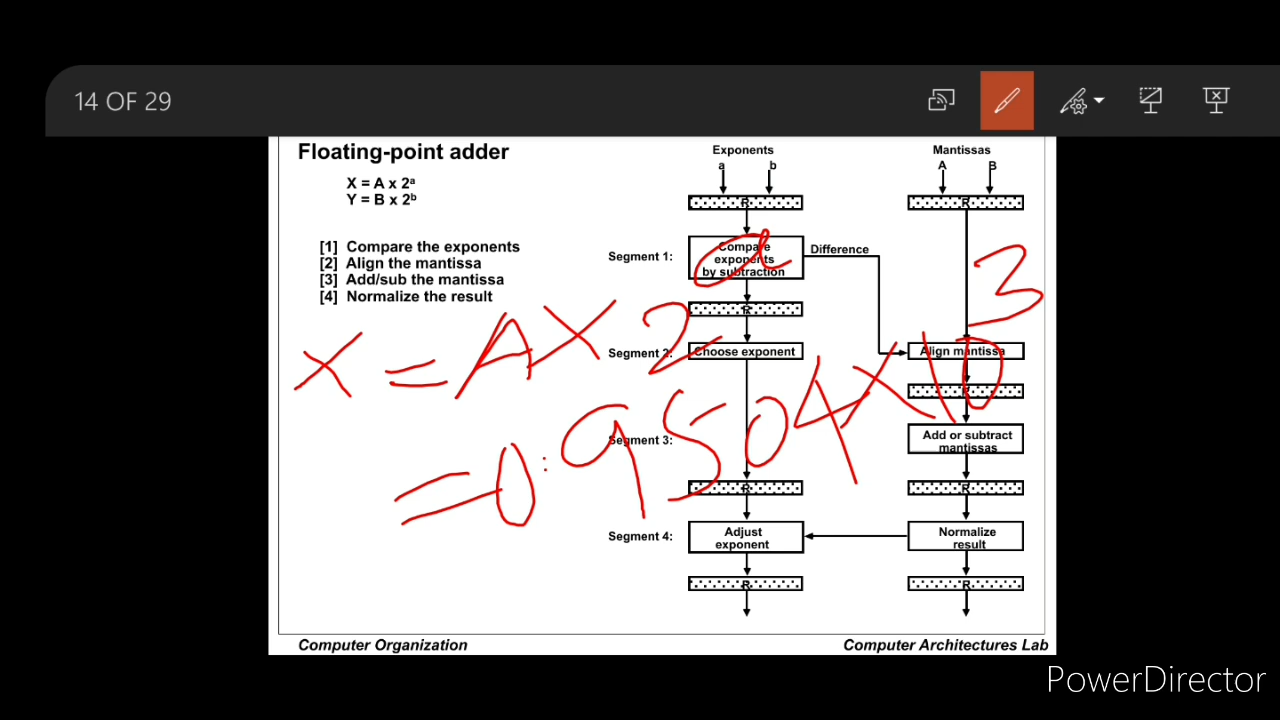 14 OF 29
Floating-point adder
X = A x 2ᵃ
Y = B x 2ᵇ
[1] Compare the exponents
[2] Align the mantissa
[3] Add/sub the mantissa
[4] Normalize the result
Exponents
a b
Mantissas
A B
R R
Segment 1:
Compare
exponents
by subtraction
Difference
R
Segment 2:
Choose exponent
Align mantissa
R
Segment 3:
Add or subtract
mantissas
R R
Segment 4:
Adjust
exponent
Normalize
result
R R
X = A X 2ᵃ
= 0.9504 X 10³
Computer Organization
Computer Architectures Lab
PowerDirector